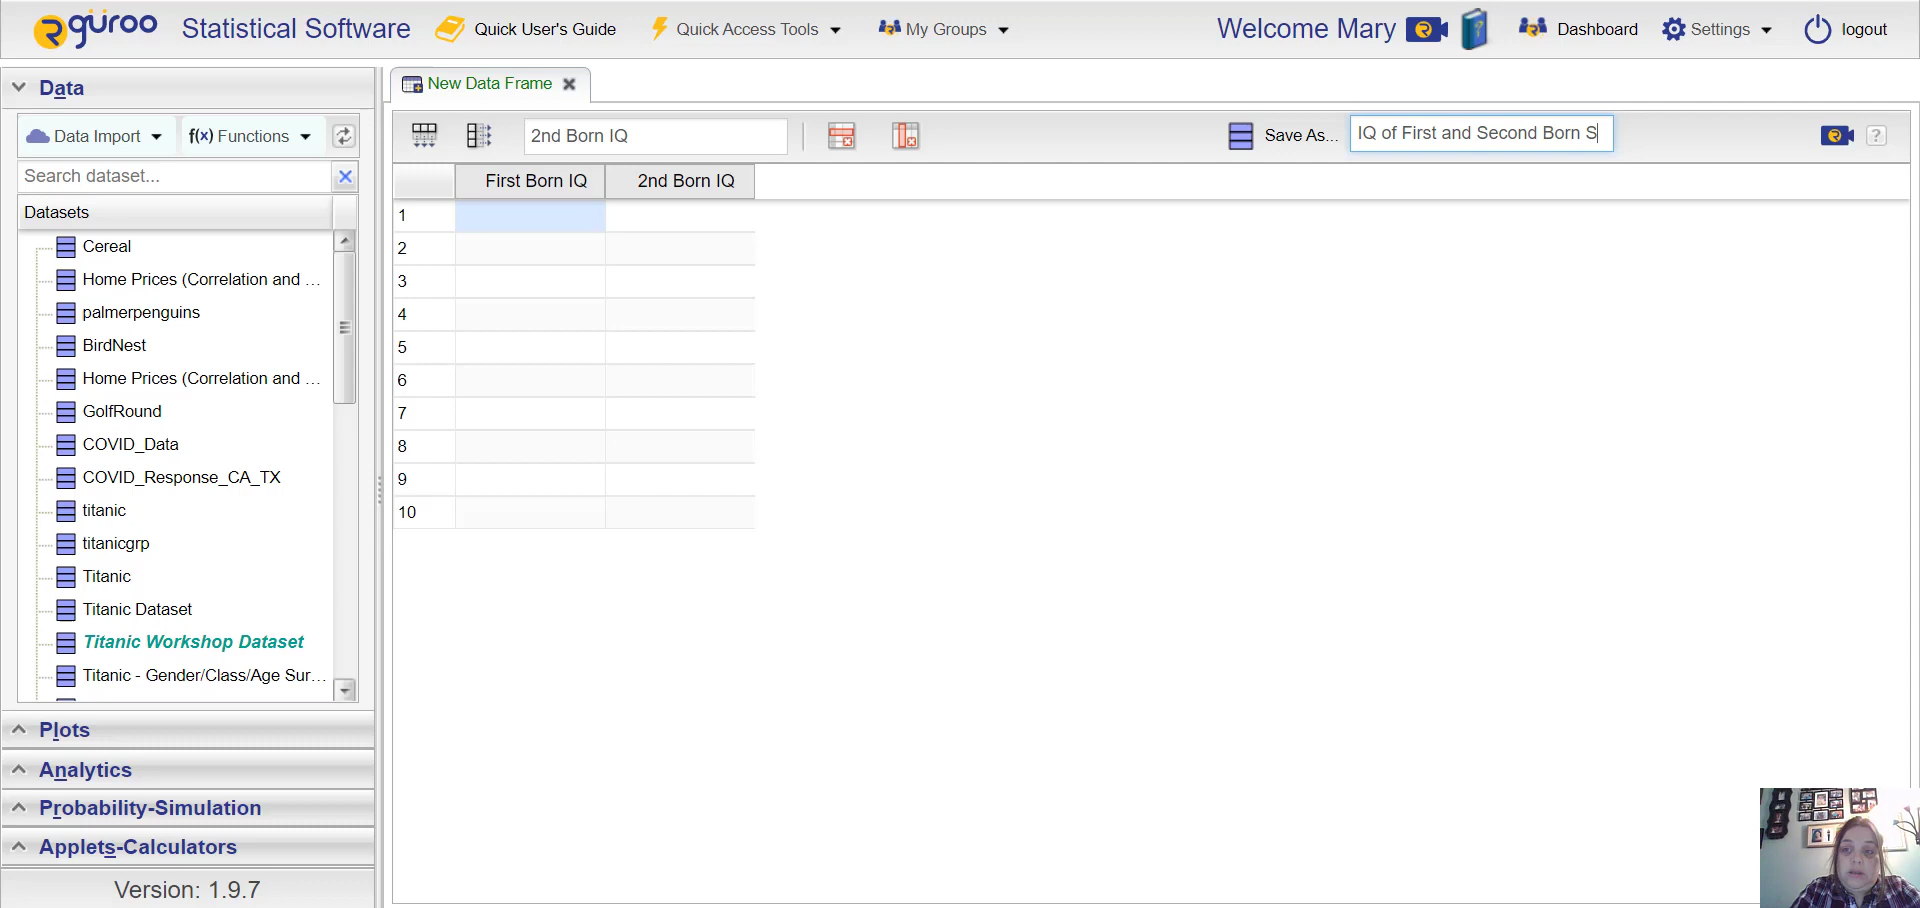 rgüroo Statistical Software Quick User's Guide Quick Access Tools My Groups Welcome Mary Dashboard Settings logout
Data
New Data Frame
Data Import f(x) Functions
2nd Born IQ
Save As...
IQ of First and Second Born S
?
Search dataset...
Datasets
First Born IQ 2nd Born IQ
1
2
3
4
5
6
7
8
9
10
Cereal
Home Prices (Correlation and ...
palmerpenguins
BirdNest
Home Prices (Correlation and ...
GolfRound
COVID_Data
COVID_Response_CA_TX
titanic
titanicgrp
Titanic
Titanic Dataset
Titanic Workshop Dataset
Titanic - Gender/Class/Age Sur...
Plots
Analytics
Probability-Simulation
Applets-Calculators
Version: 1.9.7